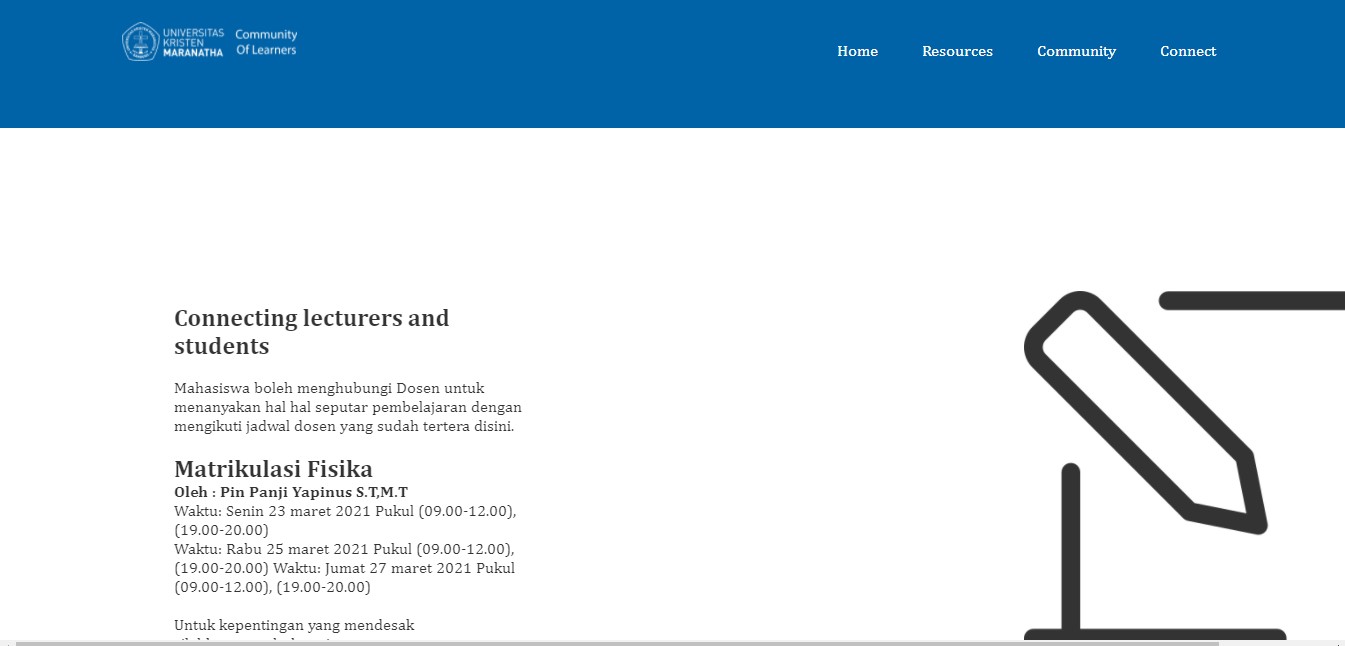 UNIVERSITAS
KRISTEN
MARANATHA
Community
Of Learners
Home Resources Community Connect
Connecting lecturers and
students
Mahasiswa boleh menghubungi Dosen untuk
menanyakan hal hal seputar pembelajaran dengan
mengikuti jadwal dosen yang sudah tertera disini.
Matrikulasi Fisika
Oleh : Pin Panji Yapinus S.T,M.T
Waktu: Senin 23 maret 2021 Pukul (09.00-12.00),
(19.00-20.00)
Waktu: Rabu 25 maret 2021 Pukul (09.00-12.00),
(19.00-20.00) Waktu: Jumat 27 maret 2021 Pukul
(09.00-12.00), (19.00-20.00)
Untuk kepentingan yang mendesak